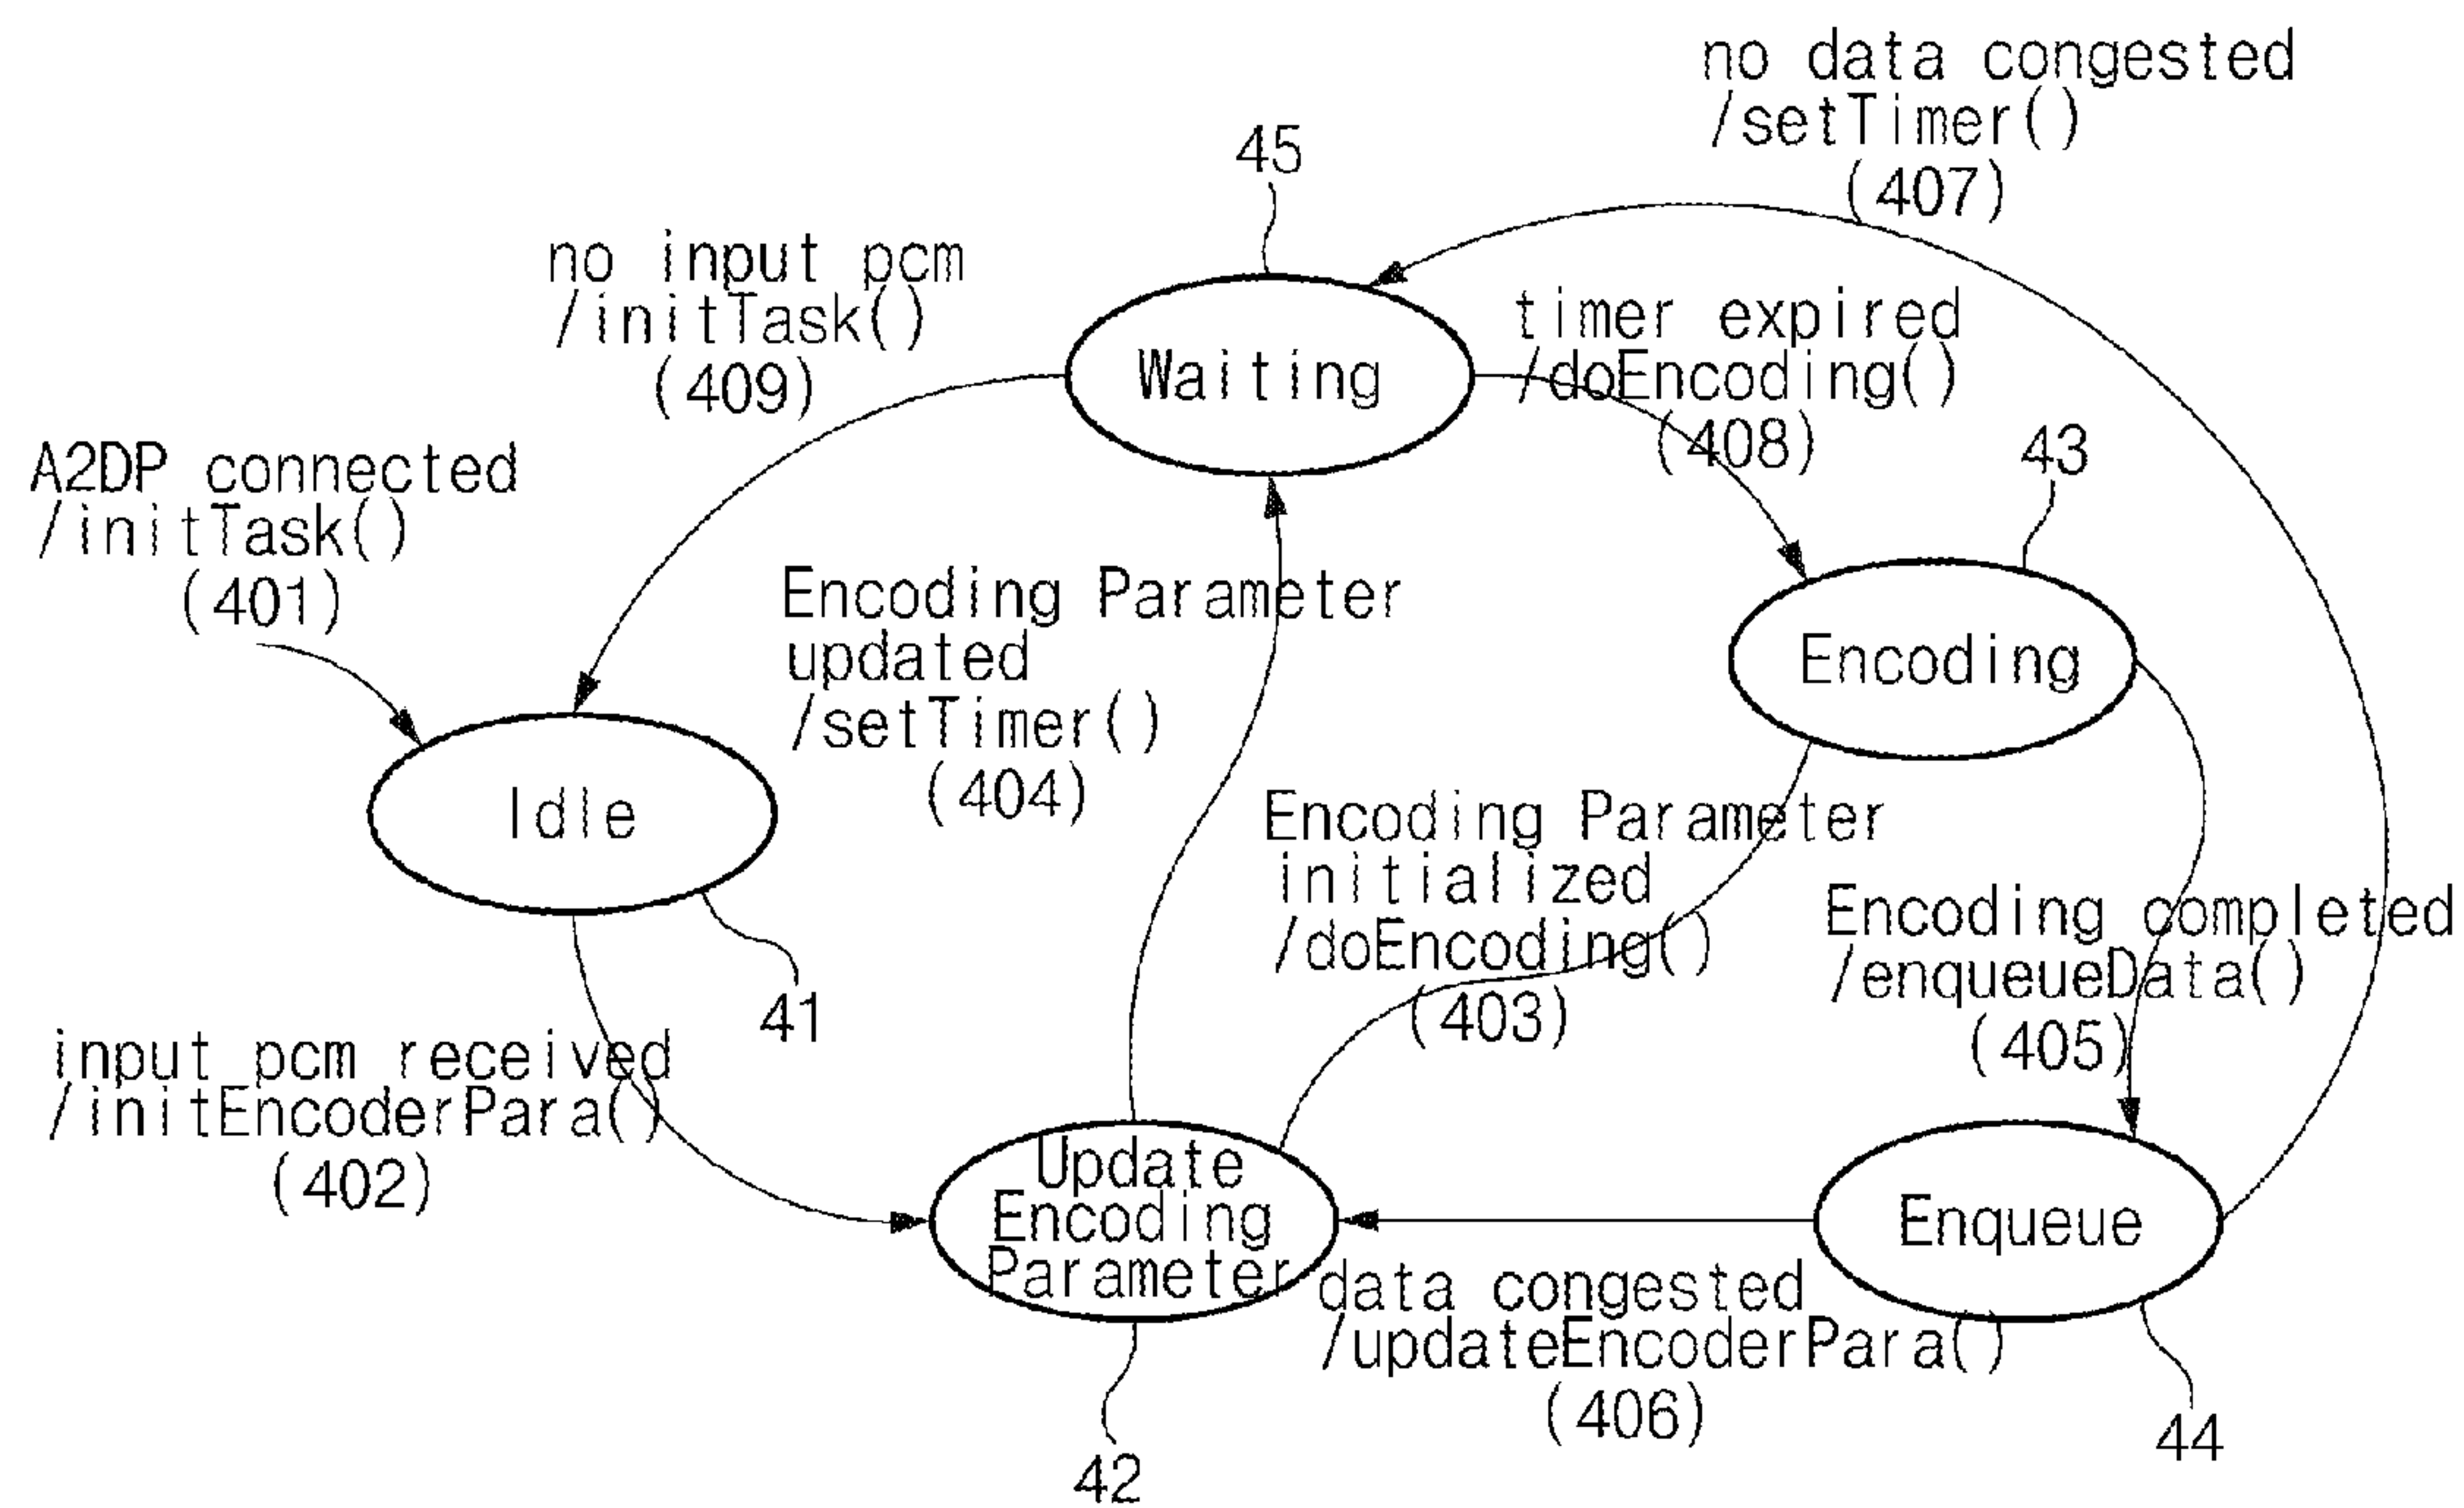 no data congested
/setTimer()
(407)
45
no input pcm
/initTask()
(409)
timer expired
/doEncoding()
(408)
Waiting
43
A2DP connected
/initTask()
(401)
Encoding Parameter
updated
/setTimer()
(404)
Encoding
Idle
Encoding Parameter
initialized
/doEncoding()
(403)
Encoding completed
/enqueueData()
(405)
41
input pcm received
/initEncoderPara()
(402)
Update
Encoding
Parameter
Enqueue
data congested
/updateEncoderPara()
(406)
42
44